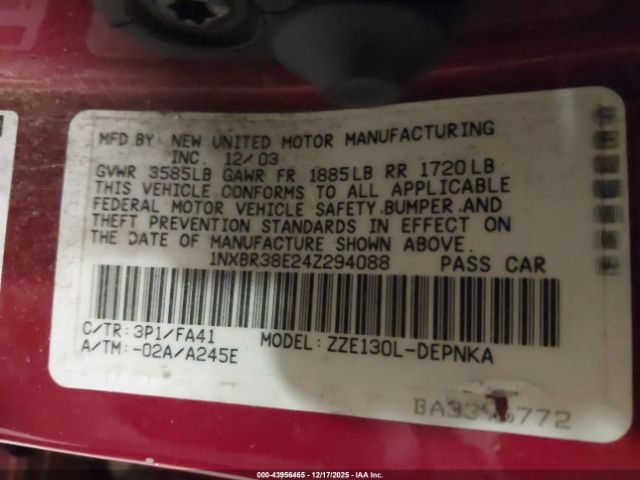 MFD BY: NEW UNITED MOTOR MANUFACTURING
INC. 12/03
GVWR 3585LB GAWR FR 1885LB RR 1720LB
THIS VEHICLE CONFORMS TO ALL APPLICABLE
FEDERAL MOTOR VEHICLE SAFETY, BUMPER, AND
THEFT PREVENTION STANDARDS IN EFFECT ON
THE DATE OF MANUFACTURE SHOWN ABOVE.
1NXBR38E24Z294088 PASS CAR
C/TR: 3P1/FA41 MODEL: ZZE130L-DEPNKA
A/TM: -02A/A245E
000-43956465 - 12/17/2025 - IAA Inc.